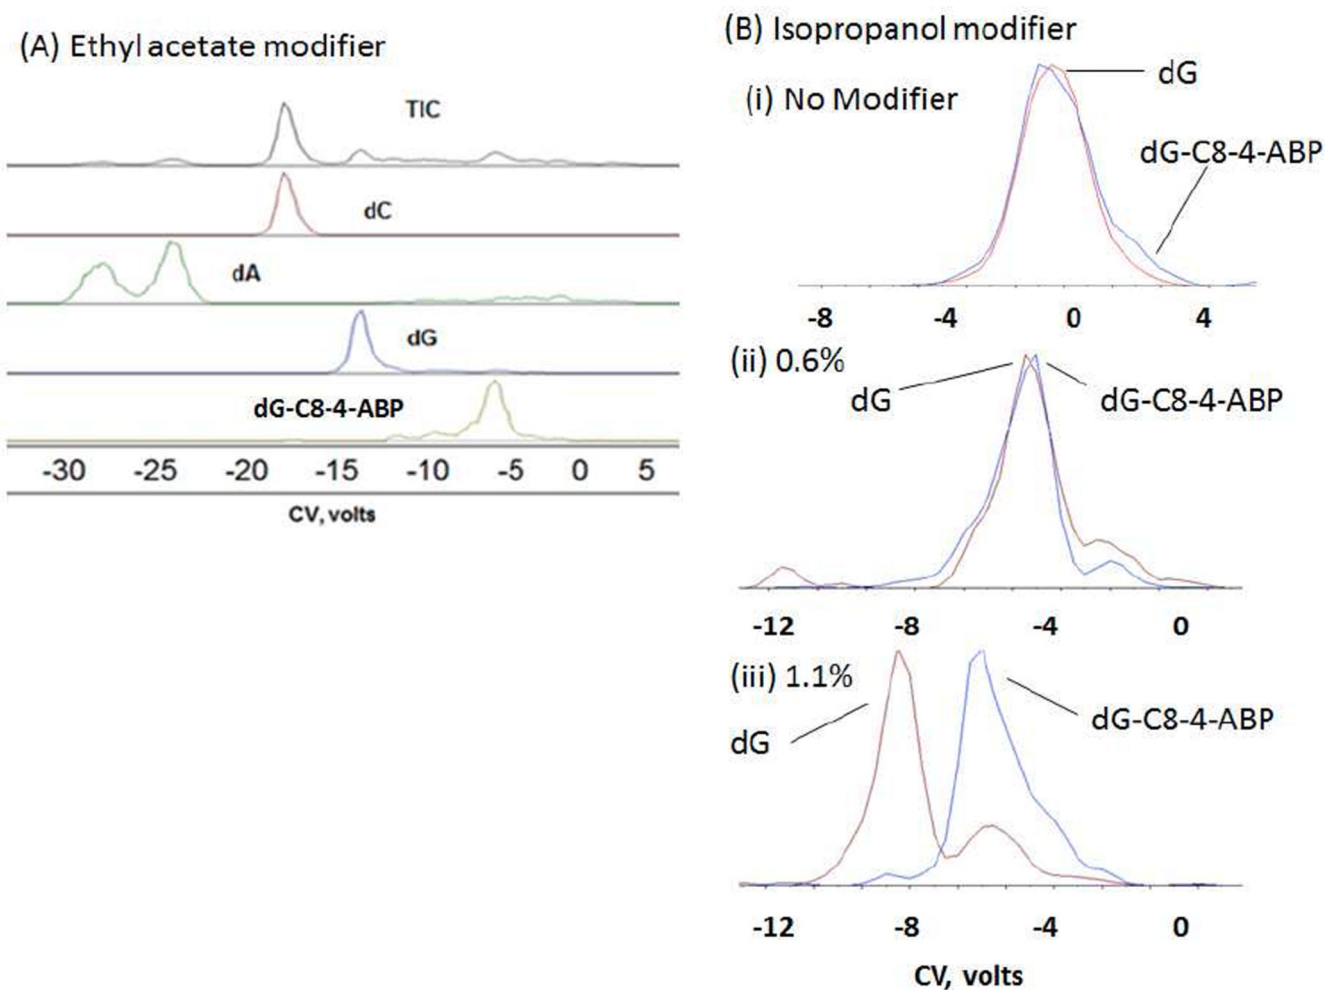 (A) Ethyl acetate modifier
TIC
dC
dA
dG
dG-C8-4-ABP
-30 -25 -20 -15 -10 -5 0 5
CV, volts
(B) Isopropanol modifier
(i) No Modifier
dG
dG-C8-4-ABP
-8 -4 0 4
(ii) 0.6%
dG
dG-C8-4-ABP
-12 -8 -4 0
(iii) 1.1%
dG
dG-C8-4-ABP
-12 -8 -4 0
CV, volts